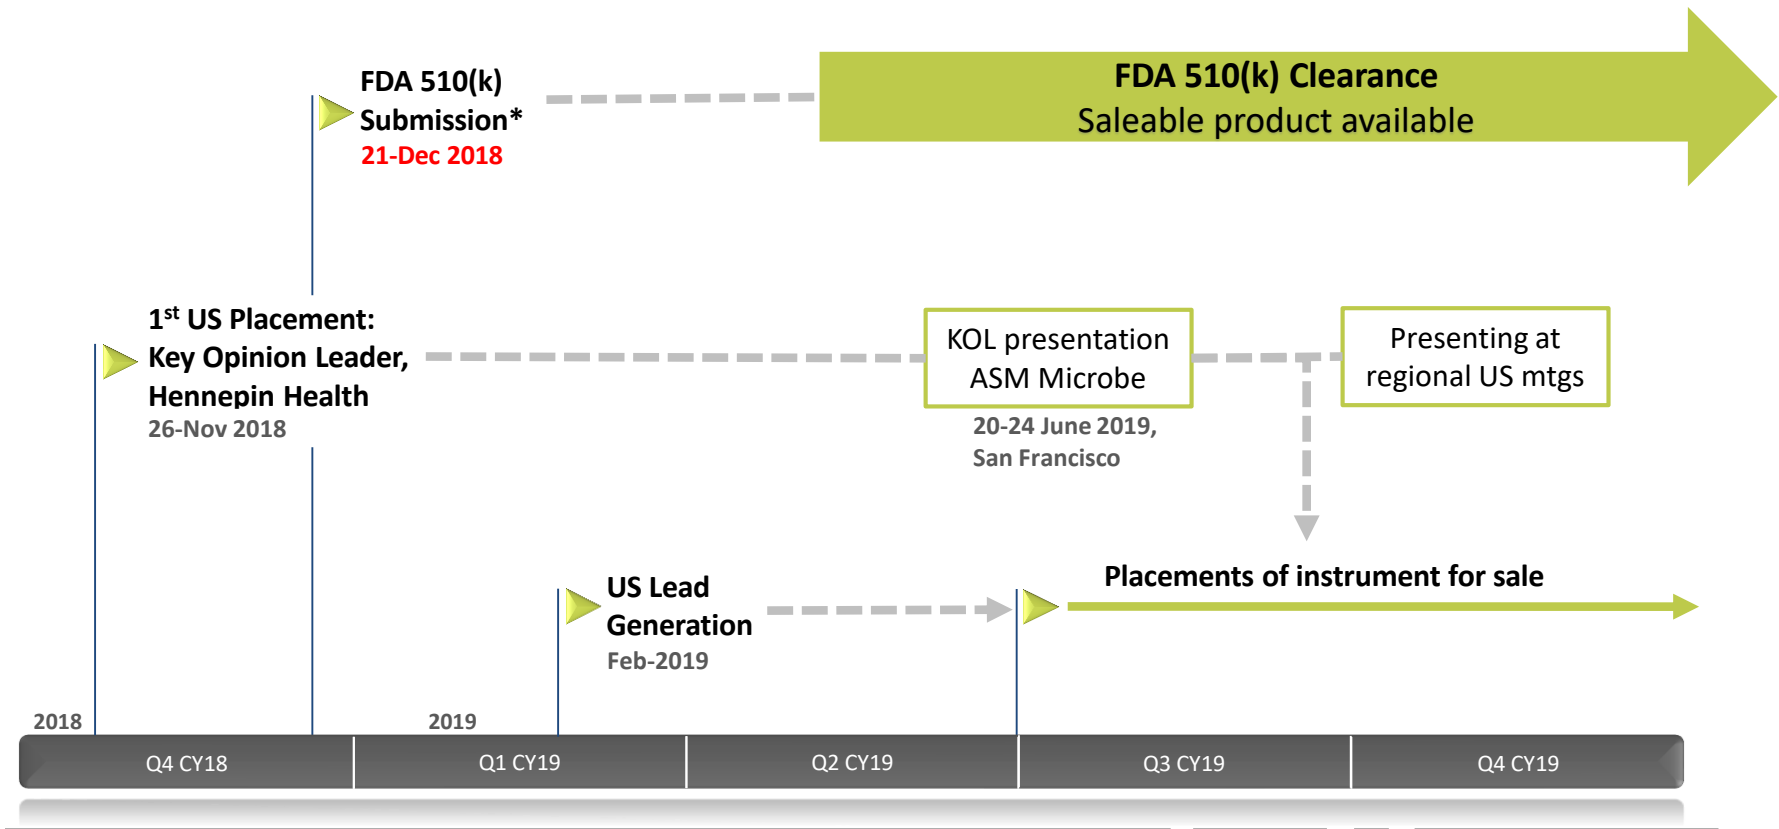 FDA 510(k)
Submission*
21-Dec 2018
FDA 510(k) Clearance
Saleable product available
1st US Placement:
Key Opinion Leader,
Hennepin Health
26-Nov 2018
KOL presentation
ASM Microbe
20-24 June 2019,
San Francisco
Presenting at
regional US mtgs
US Lead
Generation
Feb-2019
Placements of instrument for sale
2018
2019
Q4 CY18
Q1 CY19
Q2 CY19
Q3 CY19
Q4 CY19